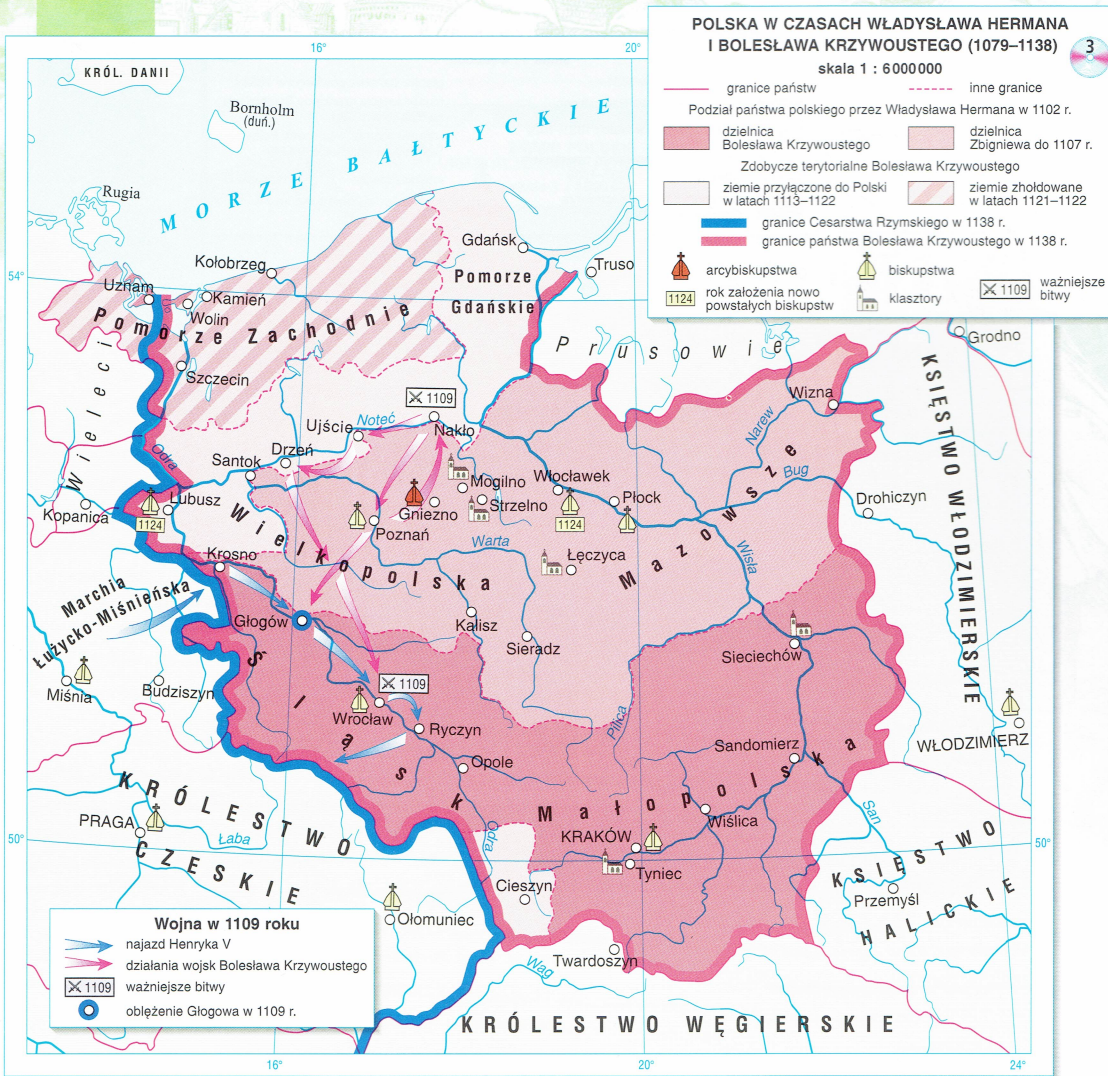 POLSKA W CZASACH WŁADYSŁAWA HERMANA
I BOLESŁAWA KRZYWOUSTEGO (1079–1138)
3
skala 1 : 6 000 000
granice państw
inne granice
Podział państwa polskiego przez Władysława Hermana w 1102 r.
dzielnica
Bolesława Krzywoustego
dzielnica
Zbigniewa do 1107 r.
Zdobycze terytorialne Bolesława Krzywoustego
ziemie przyłączone do Polski
w latach 1113–1122
ziemie zhołdowane
w latach 1121–1122
granice Cesarstwa Rzymskiego w 1138 r.
granice państwa Bolesława Krzywoustego w 1138 r.
arcybiskupstwa
biskupstwa
1124
rok założenia nowo
powstałych biskupstw
klasztory
1109
ważniejsze
bitwy
16°
20°
KRÓL. DANII
Bornholm
(duń.)
MORZE BAŁTYCKIE
Rugia
54°
Gdańsk
Truso
Kołobrzeg
Pomorze
Gdańskie
Uznam
Kamień
Wolin
Pomorze Zachodnie
Prusowie
Grodno
Szczecin
Wieleci
Wizna
KSIĘSTWO WŁODZIMIERSKIE
1109
Ujście
Noteć
Nakło
Narew
Drzeń
Santok
Odra
Mogilno
Włocławek
Bug
Lubusz
Kopanica
1124
Gniezno
Strzelno
Płock
1124
Drohiczyn
Poznań
Wielkopolska
Warta
Mazowsze
Wisła
Krosno
Łęczyca
Marchia
Łużycko-Miśnieńska
Głogów
Kalisz
Sieradz
Sieciechów
Miśnia
Budziszyn
Śląsk
1109
Wrocław
Ryczyn
Pilica
WŁODZIMIERZ
Sandomierz
Opole
Małopolska
San
KRÓLESTWO
CZESKIE
PRAGA
Łaba
Odra
KRAKÓW
Wiślica
50°
50°
Tyniec
Cieszyn
KSIĘSTWO
HALICKIE
Przemyśl
Ołomuniec
Twardoszyn
Wag
KRÓLESTWO WĘGIERSKIE
Wojna w 1109 roku
najazd Henryka V
działania wojsk Bolesława Krzywoustego
1109
ważniejsze bitwy
oblężenie Głogowa w 1109 r.
16°
20°
24°